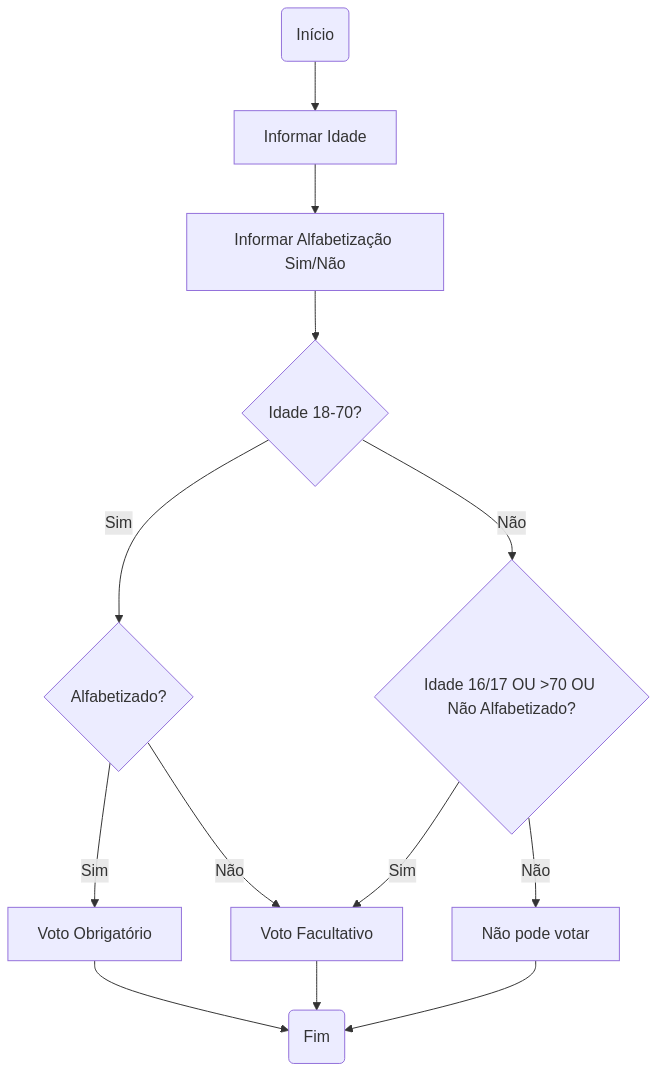 Início
Informar Idade
Informar Alfabetização
Sim/Não
Idade 18-70?
Sim
Não
Alfabetizado?
Idade 16/17 OU >70 OU
Não Alfabetizado?
Sim
Não
Sim
Não
Voto Obrigatório
Voto Facultativo
Não pode votar
Fim